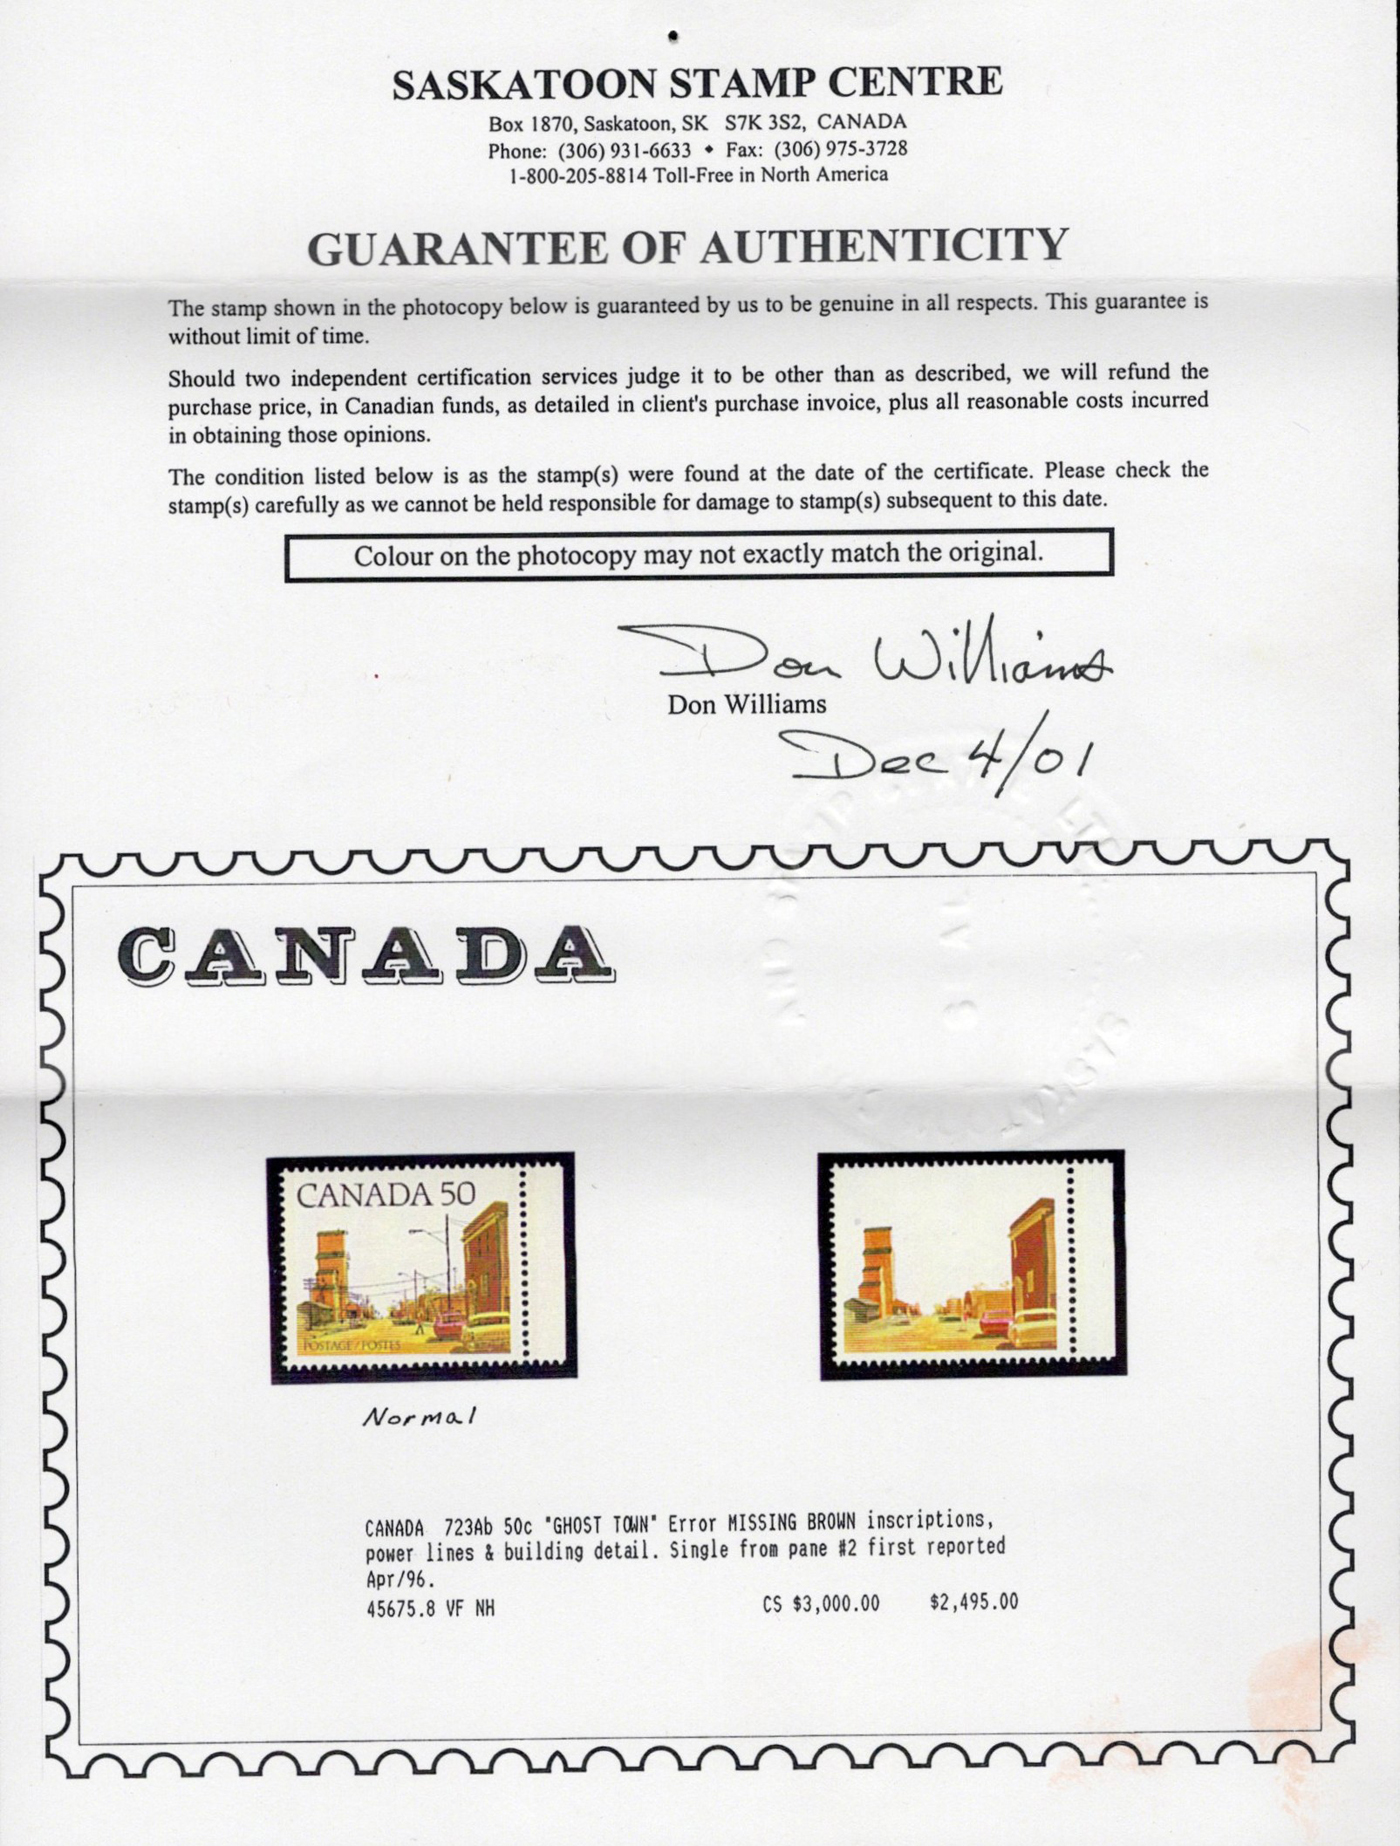 SASKATOON STAMP CENTRE
Box 1870, Saskatoon, SK S7K 3S2, CANADA
Phone: (306) 931-6633 ♦ Fax: (306) 975-3728
1-800-205-8814 Toll-Free in North America
GUARANTEE OF AUTHENTICITY
The stamp shown in the photocopy below is guaranteed by us to be genuine in all respects. This guarantee is
without limit of time.
Should two independent certification services judge it to be other than as described, we will refund the
purchase price, in Canadian funds, as detailed in client's purchase invoice, plus all reasonable costs incurred
in obtaining those opinions.
The condition listed below is as the stamp(s) were found at the date of the certificate. Please check the
stamp(s) carefully as we cannot be held responsible for damage to stamp(s) subsequent to this date.
Colour on the photocopy may not exactly match the original.
Don Williams
Don Williams
Dec 4/01
CANADA
CANADA 50
POSTAGE/POSTES
Normal
CANADA 723Ab 50c "GHOST TOWN" Error MISSING BROWN inscriptions,
power lines & building detail. Single from pane #2 first reported
Apr/96.
45675.8 VF NH CS $3,000.00 $2,495.00